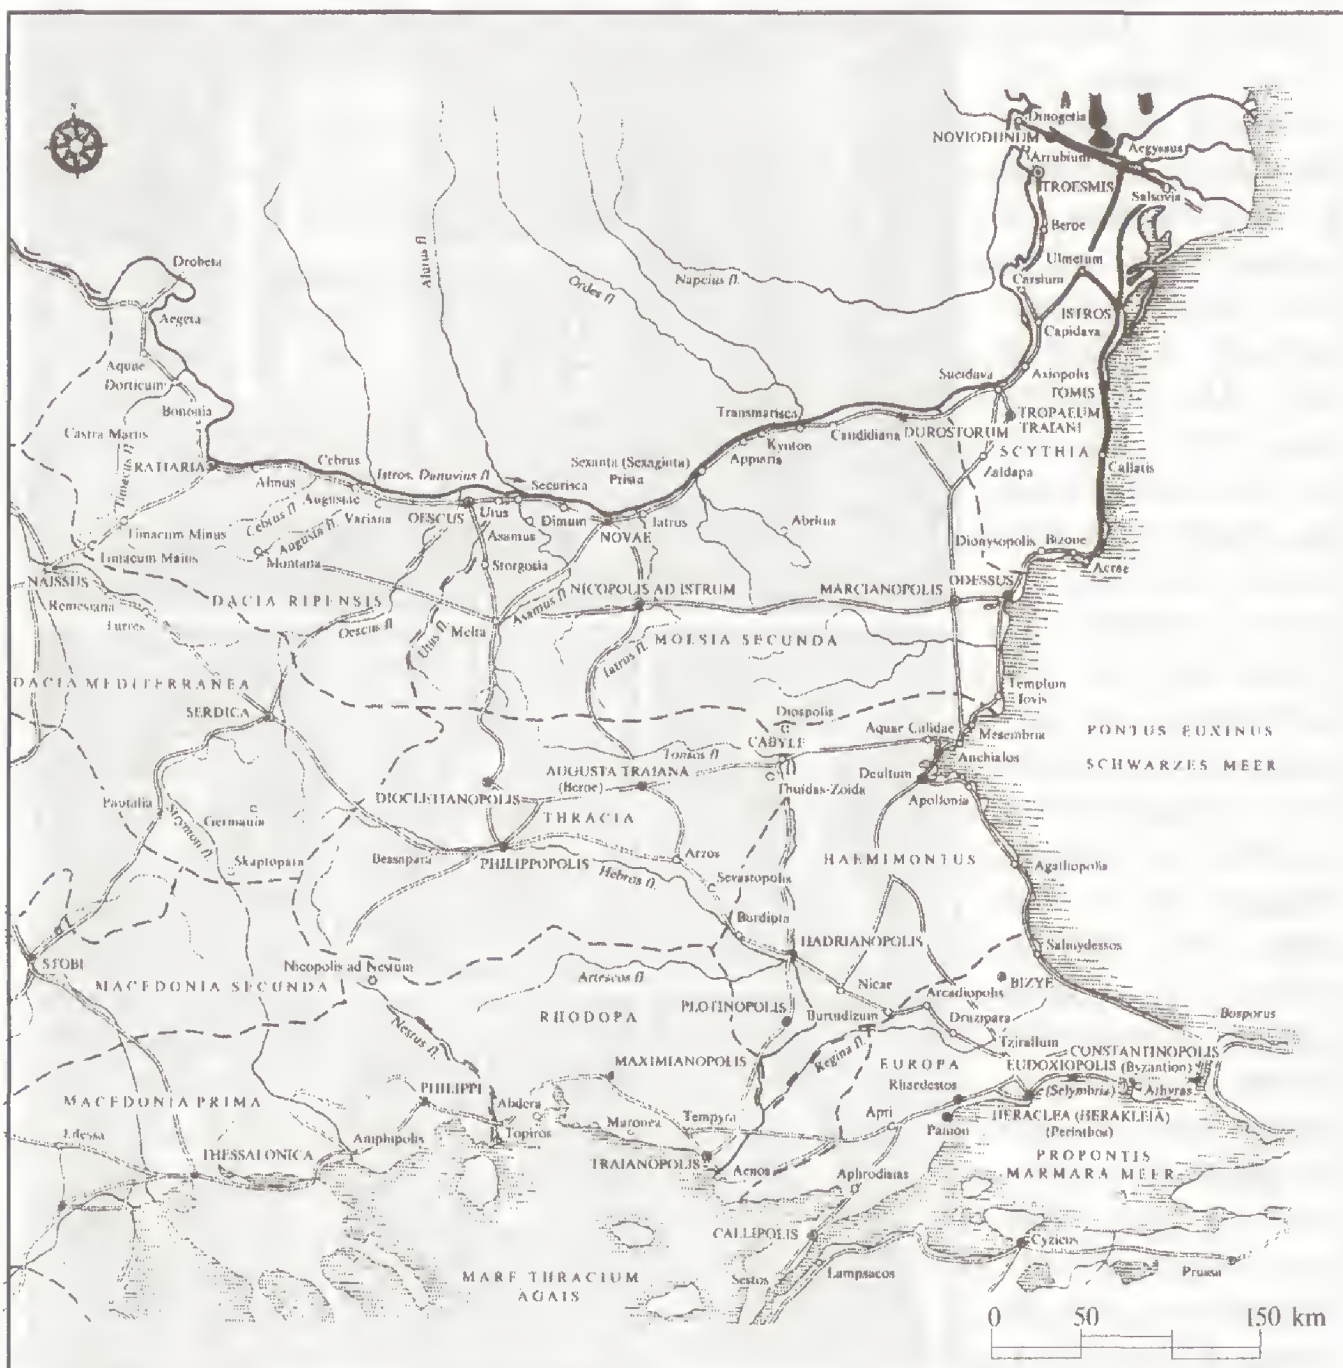 N
Dinogetia
NOVIODUNUM
Arrubium
Aegyssus
TROESMIS
Salsovia
Beroe
Ulmetum
Carsium
ISTROS
Capidava
Drobeta
Alutus fl
Ordes fl
Napcius fl.
Aegeta
Aquae
Dorticum
Bononia
Castra Martis
Timacus fl
RATIARIA
Almus
Cebrus
Augustae
Variana
Cebrus fl
Augusta fl
Istros, Danuvius fl
OESCUS
Utus
Securisca
Asamus
Dimum
NOVAE
Iatrus
Sexanta (Sexaginta)
Prista
Transmarisca
Appiaria
Kynton
Candidiana
DUROSTORUM
Sucidava
Axiopolis
TOMIS
TROPAEUM
TRAIANI
SCYTHIA
Zaldapa
Callatis
Abritus
Dionysopolis
Bizone
Acrae
ODESSUS
MARCIANOPOLIS
NICOPOLIS AD ISTRUM
Storgosia
Timacum Minus
Timacum Maius
Montana
NAISSUS
Remesiana
Turres
DACIA RIPENSIS
Oescus fl
Utus fl.
Melta
Asamus fl
Iatrus fl.
MOESIA SECUNDA
DACIA MEDITERRANEA
SERDICA
Templum
Iovis
Diospolis
CABYLE
Aquae Calidae
Mesembria
Anchialos
PONTUS EUXINUS
SCHWARZES MEER
Tonsos fl
AUGUSTA TRAIANA
(Beroe)
Deultum
Apollonia
Thuidas-Zoida
DIOCLETIANOPOLIS
THRACIA
Pautalia
Germania
Strymon fl.
Skaptopara
Bessapara
PHILIPPOPOLIS
Hebros fl.
Arzos
Sevastopolis
HAEMIMONTUS
Agathopolis
Burdipta
HADRIANOPOLIS
Salmydessos
STOBI
MACEDONIA SECUNDA
Nicopolis ad Nestum
Artescos fl
Nicae
Arcadiopolis
BIZYE
RHODOPA
PLOTINOPOLIS
Burtudizum
Druzipara
Bosporus
Nestus fl.
Regina fl.
Tzirallum
MAXIMIANOPOLIS
EUROPA
CONSTANTINOPOLIS
EUDOXIOPOLIS (Byzantion)
Rhaedestos
(Selymbria)
Athyras
PHILIPPI
Abdera
MACEDONIA PRIMA
Edessa
Amphipolis
Topiros
Maronea
Tempyra
Apri
Panion
HERACLEA (HERAKLEIA)
(Perinthos)
THESSALONICA
TRAIANOPOLIS
Aenos
Aphrodisias
PROPONTIS
MARMARA MEER
CALLIPOLIS
Cyzicus
Sestos
Lampsacos
Prussa
MARE THRACIUM
ÄGAIS
0 50 150 km